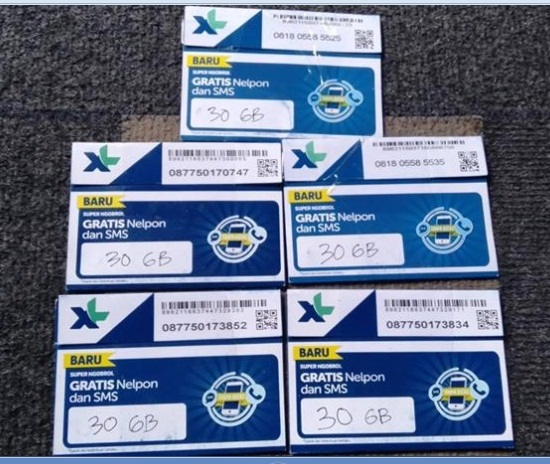 XL
0818 0558 5525
BARU
SUPER NGOBROL
GRATIS Nelpon
dan SMS
30 GB
XL
087750170747
BARU
SUPER NGOBROL
GRATIS Nelpon
dan SMS
30 GB
XL
0818 0558 5535
BARU
SUPER NGOBROL
GRATIS Nelpon
dan SMS
30 GB
XL
087750173852
BARU
SUPER NGOBROL
GRATIS Nelpon
dan SMS
30 GB
XL
087750173834
BARU
SUPER NGOBROL
GRATIS Nelpon
dan SMS
30 GB